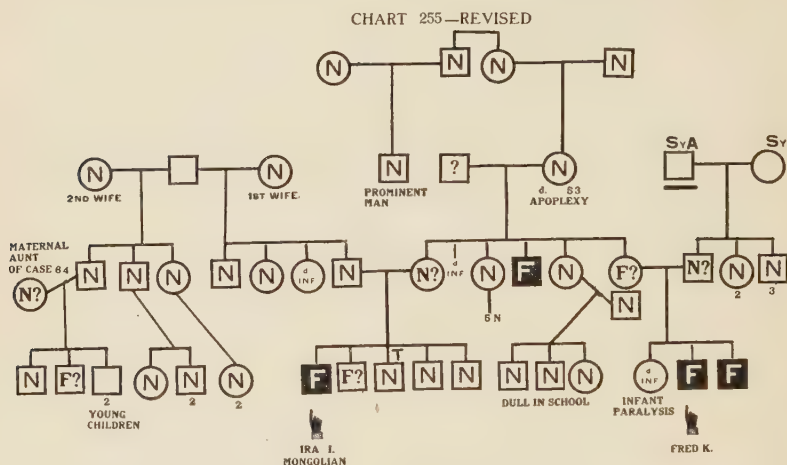 CHART 255—REVISED
N N N N
N PROMINENT MAN
? N d. 83 APOPLEXY
SYA SY
N 2ND WIFE N 1ST WIFE.
MATERNAL AUNT OF CASE 64
N? N N N N N d INF N N? d INF N F N N F? N? N 2 N 3
5 N
N F? 2 N N 2 N 2
YOUNG CHILDREN
F F? T N N N
N N N
DULL IN SCHOOL
d INF F F
INFANT PARALYSIS
IRA I.
MONGOLIAN
FRED K.